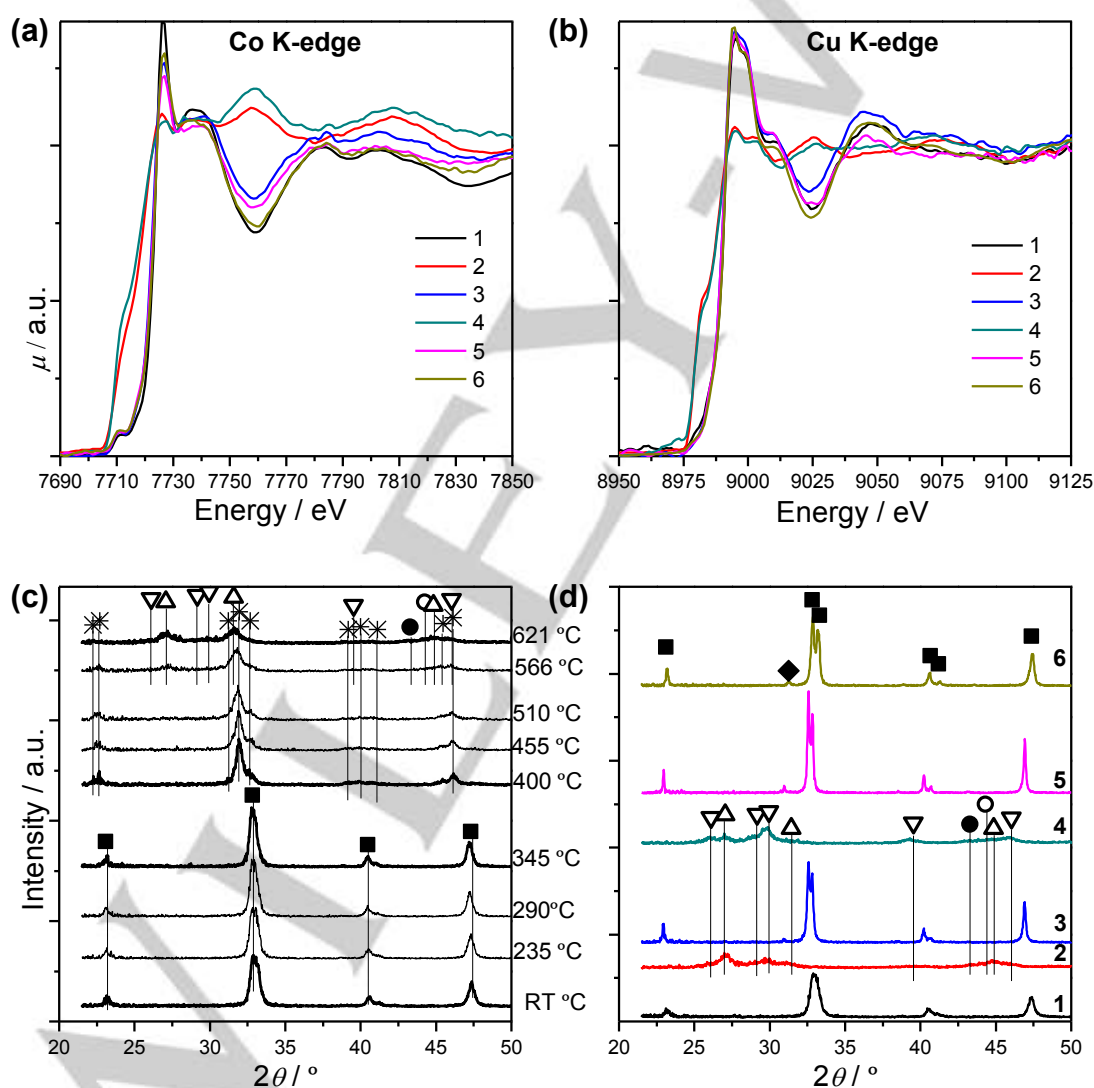 (a)
Co K-edge
μ / a.u.
1
2
3
4
5
6
7690 7710 7730 7750 7770 7790 7810 7830 7850
Energy / eV
(b)
Cu K-edge
1
2
3
4
5
6
8950 8975 9000 9025 9050 9075 9100 9125
Energy / eV
(c)
621 °C
566 °C
510 °C
455 °C
400 °C
345 °C
290°C
235 °C
RT °C
Intensity / a.u.
20 25 30 35 40 45 50
2θ / °
(d)
6
5
4
3
2
1
20 25 30 35 40 45 50
2θ / °